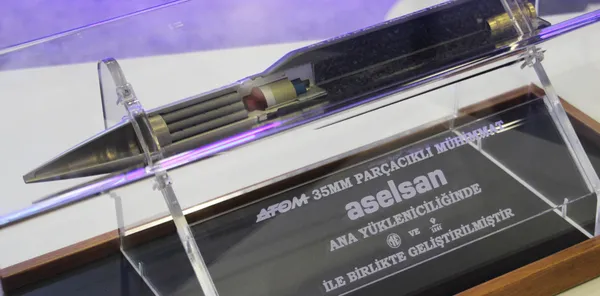 ATOM 35MM PARÇACIKLI MÜHİMMAT
aselsan
ANA YÜKLENİCİLİĞİNDE
VE
İLE BİRLİKTE GELİŞTİRİLMİŞTİR